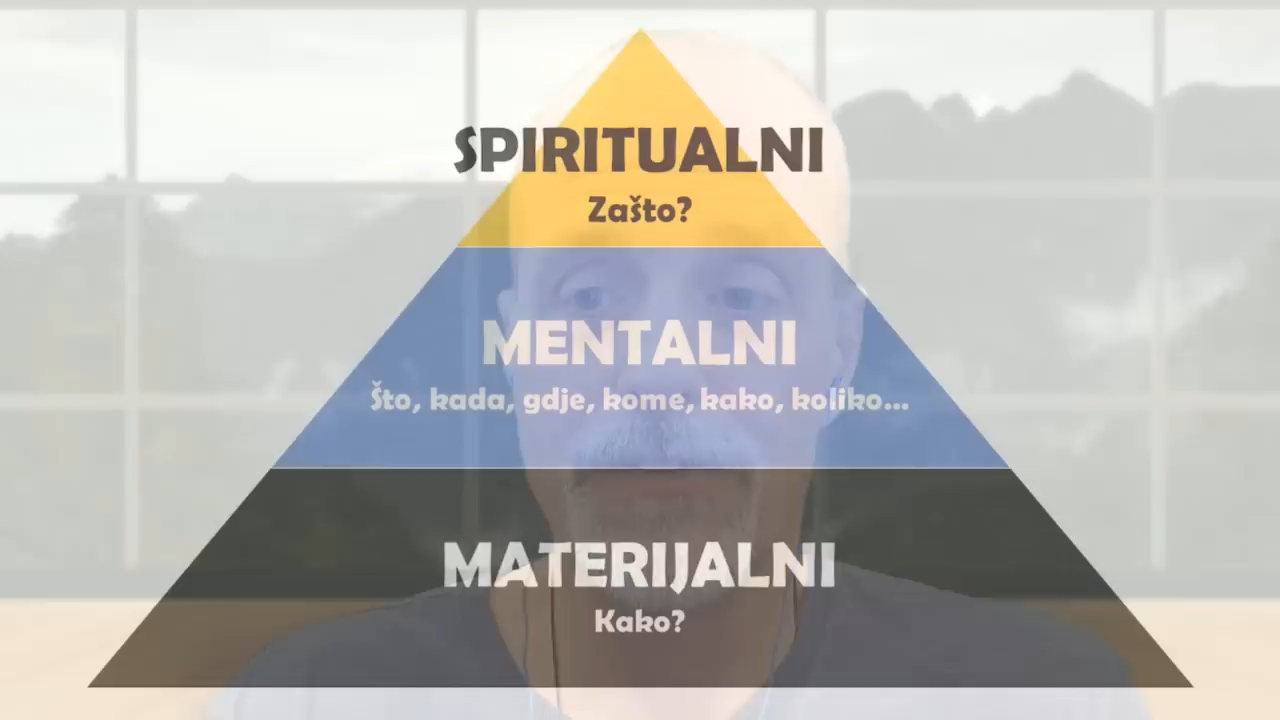 SPIRITUALNI
Zašto?
MENTALNI
Što, kada, gdje, kome, kako, koliko...
MATERIJALNI
Kako?